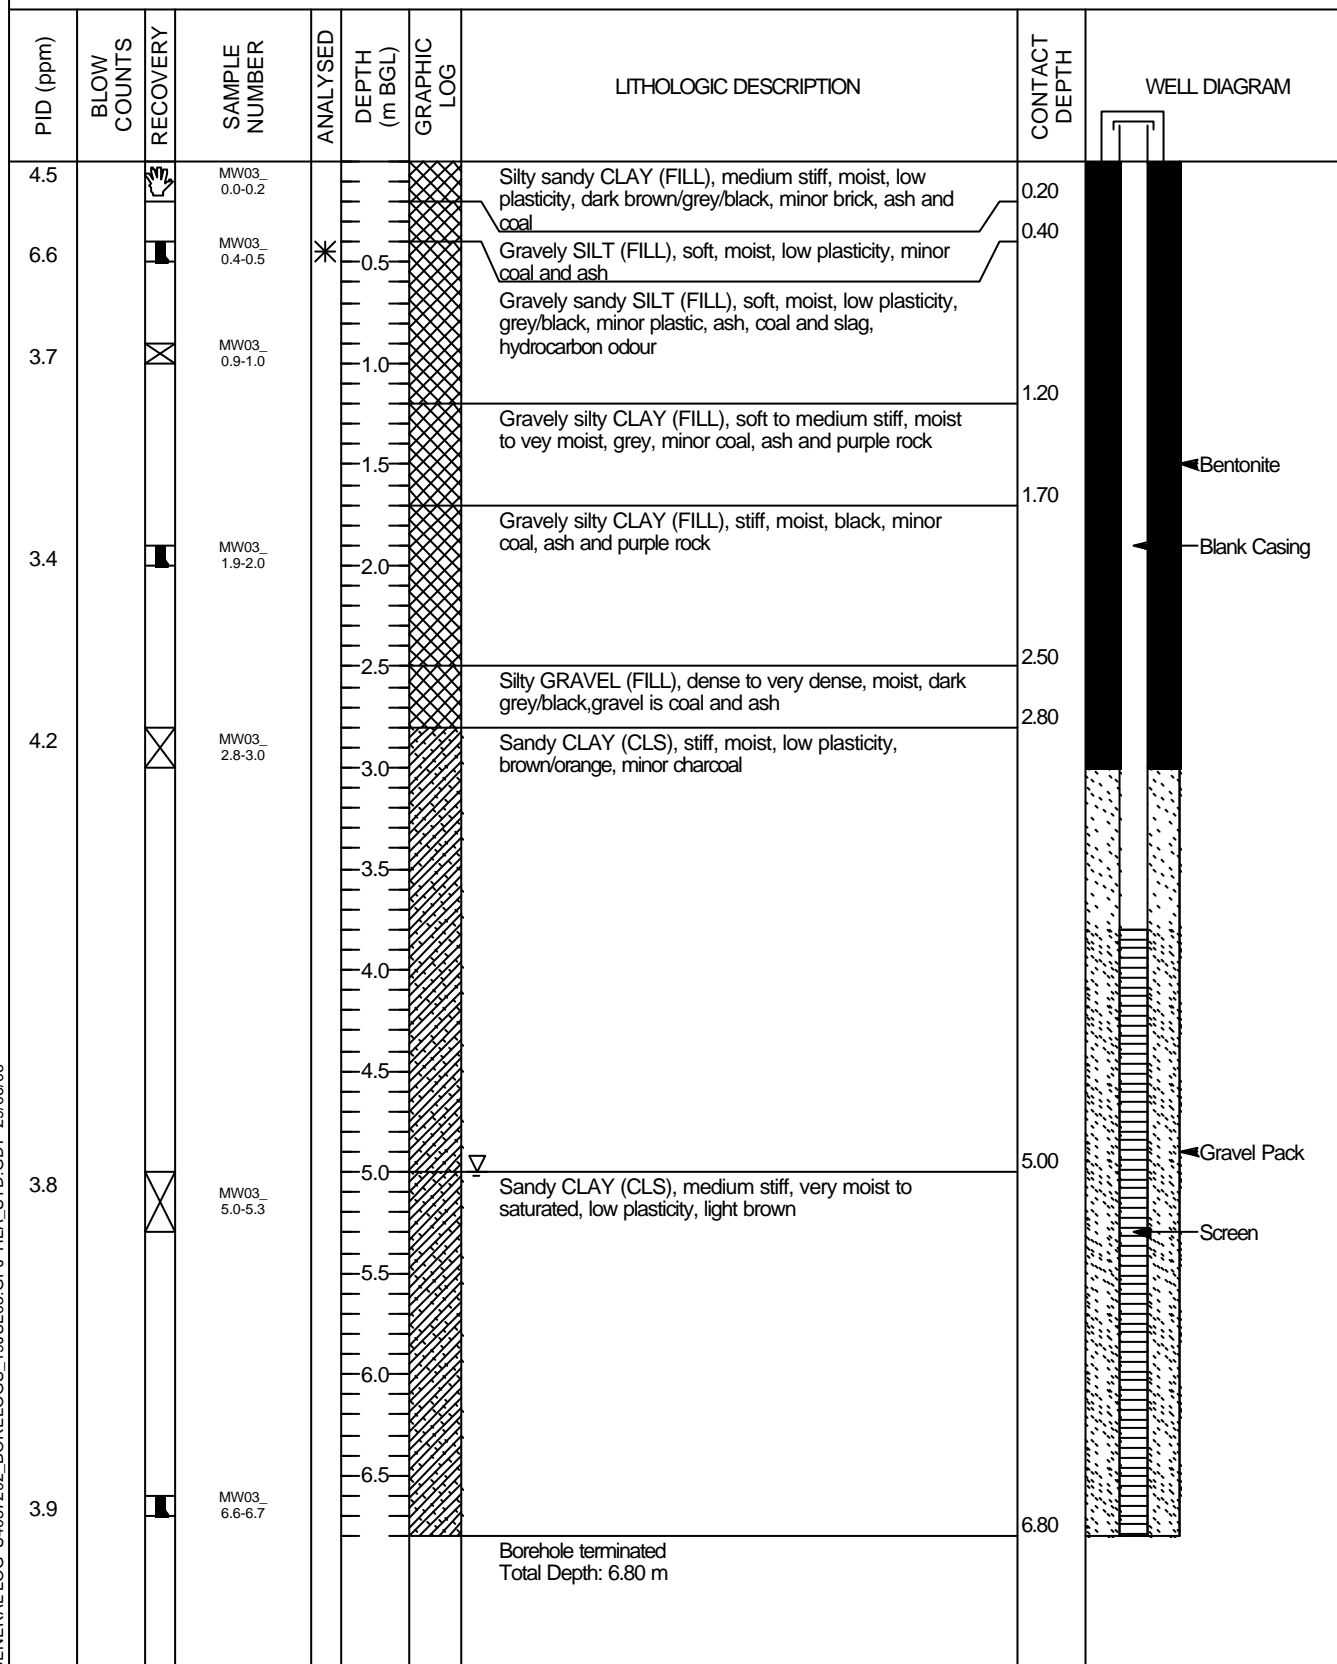 PID (ppm)
BLOW
COUNTS
RECOVERY
SAMPLE
NUMBER
ANALYSED
DEPTH
(m BGL)
GRAPHIC
LOG
LITHOLOGIC DESCRIPTION
CONTACT
DEPTH
WELL DIAGRAM
4.5
MW03_
0.0-0.2
Silty sandy CLAY (FILL), medium stiff, moist, low
plasticity, dark brown/grey/black, minor brick, ash and
coal
0.20
6.6
MW03_
0.4-0.5
0.5
Gravely SILT (FILL), soft, moist, low plasticity, minor
coal and ash
0.40
Gravely sandy SILT (FILL), soft, moist, low plasticity,
grey/black, minor plastic, ash, coal and slag,
hydrocarbon odour
3.7
MW03_
0.9-1.0
1.0
1.20
Gravely silty CLAY (FILL), soft to medium stiff, moist
to vey moist, grey, minor coal, ash and purple rock
1.5
Bentonite
1.70
Gravely silty CLAY (FILL), stiff, moist, black, minor
coal, ash and purple rock
3.4
MW03_
1.9-2.0
2.0
Blank Casing
2.50
2.5
Silty GRAVEL (FILL), dense to very dense, moist, dark
grey/black,gravel is coal and ash
2.80
4.2
MW03_
2.8-3.0
Sandy CLAY (CLS), stiff, moist, low plasticity,
brown/orange, minor charcoal
3.0
3.5
4.0
4.5
5.0
5.00
Gravel Pack
3.8
MW03_
5.0-5.3
Sandy CLAY (CLS), medium stiff, very moist to
saturated, low plasticity, light brown
Screen
5.5
6.0
6.5
3.9
MW03_
6.6-6.7
6.80
Borehole terminated
Total Depth: 6.80 m